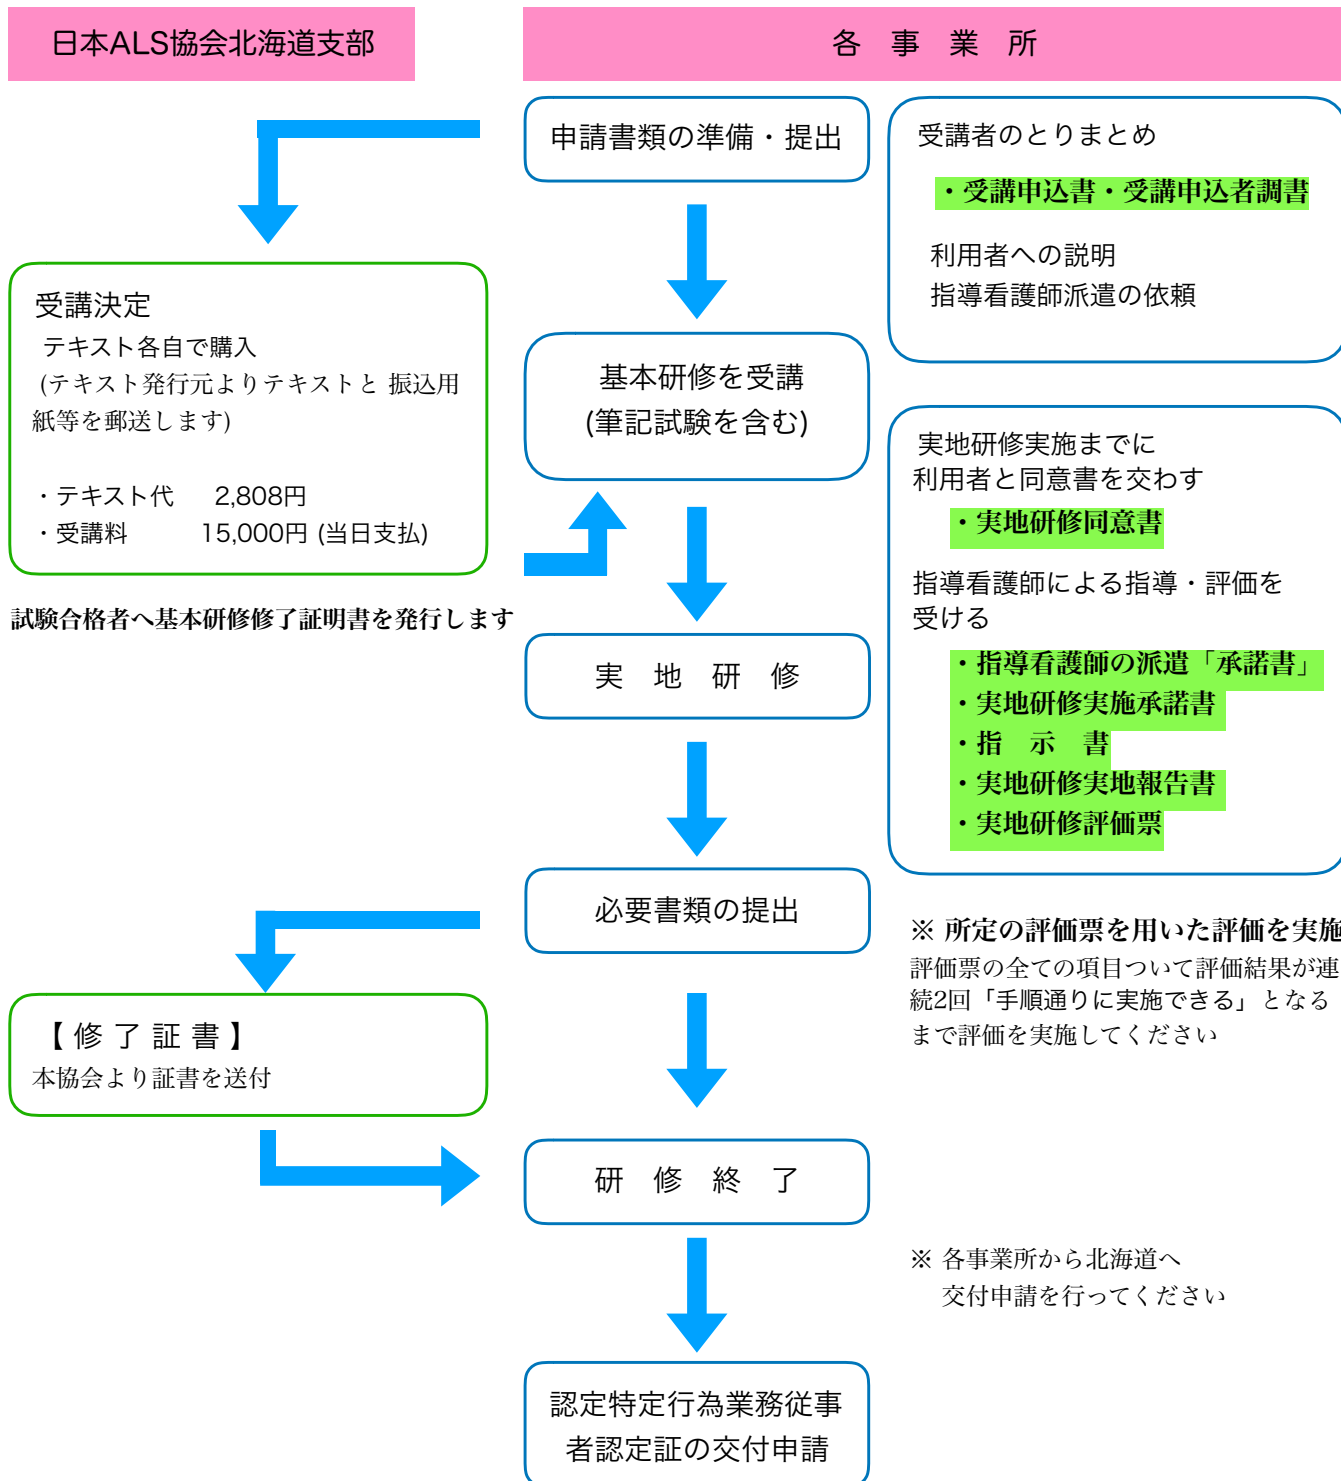 日本ALS協会北海道支部
各 事 業 所
申請書類の準備・提出
受講者のとりまとめ
・受講申込書・受講申込者調書
利用者への説明
指導看護師派遣の依頼
受講決定
テキスト各自で購入
(テキスト発行元よりテキストと 振込用
紙等を郵送します)
・テキスト代 2,808円
・受講料 15,000円 (当日支払)
試験合格者へ基本研修修了証明書を発行します
基本研修を受講
(筆記試験を含む)
実地研修実施までに
利用者と同意書を交わす
・実地研修同意書
指導看護師による指導・評価を
受ける
・指導看護師の派遣「承諾書」
・実地研修実施承諾書
・指 示 書
・実地研修実地報告書
・実地研修評価票
実 地 研 修
必要書類の提出
※ 所定の評価票を用いた評価を実施
評価票の全ての項目ついて評価結果が連
続2回「手順通りに実施できる」となる
まで評価を実施してください
【 修 了 証 書 】
本協会より証書を送付
研 修 終 了
※ 各事業所から北海道へ
交付申請を行ってください
認定特定行為業務従事
者認定証の交付申請